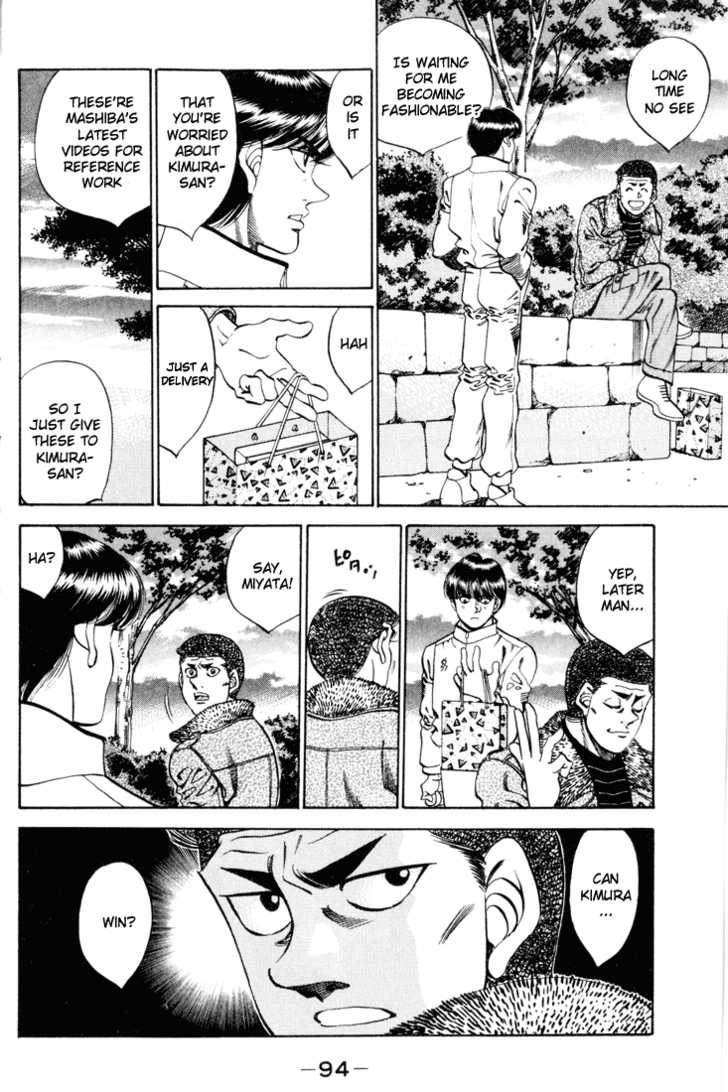 LONG
TIME
NO SEE
IS WAITING
FOR ME
BECOMING
FASHIONABLE?
OR
IS
IT
THAT
YOU'RE
WORRIED
ABOUT
KIMURA-
SAN?
HAH
JUST A
DELIVERY
THESE'RE
MASHIBA'S
LATEST
VIDEOS FOR
REFERENCE
WORK
SO I
JUST GIVE
THESE TO
KIMURA-
SAN?
YEP,
LATER
MAN...
ピタ...
SAY,
MIYATA!
HA?
CAN
KIMURA
...
WIN?
—94—